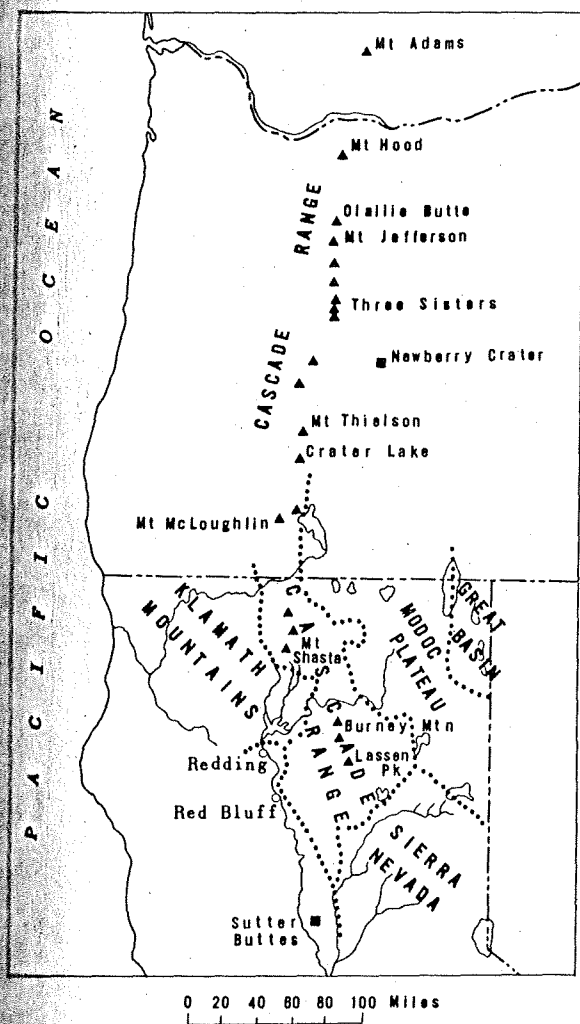 Mt Adams
Mt Hood
Olallie Butte
Mt Jefferson
Three Sisters
Newberry Crater
Mt Thielson
Crater Lake
Mt McLoughlin
PACIFIC OCEAN
CASCADE RANGE
KLAMATH
MOUNTAINS
CASCADE
RANGE
MODOC
PLATEAU
GREAT
BASIN
Mt
Shasta
Burney Mtn
Lassen
Pk
Redding
Red Bluff
SIERRA
NEVADA
Sutter
Buttes
0 20 40 60 80 100 Miles